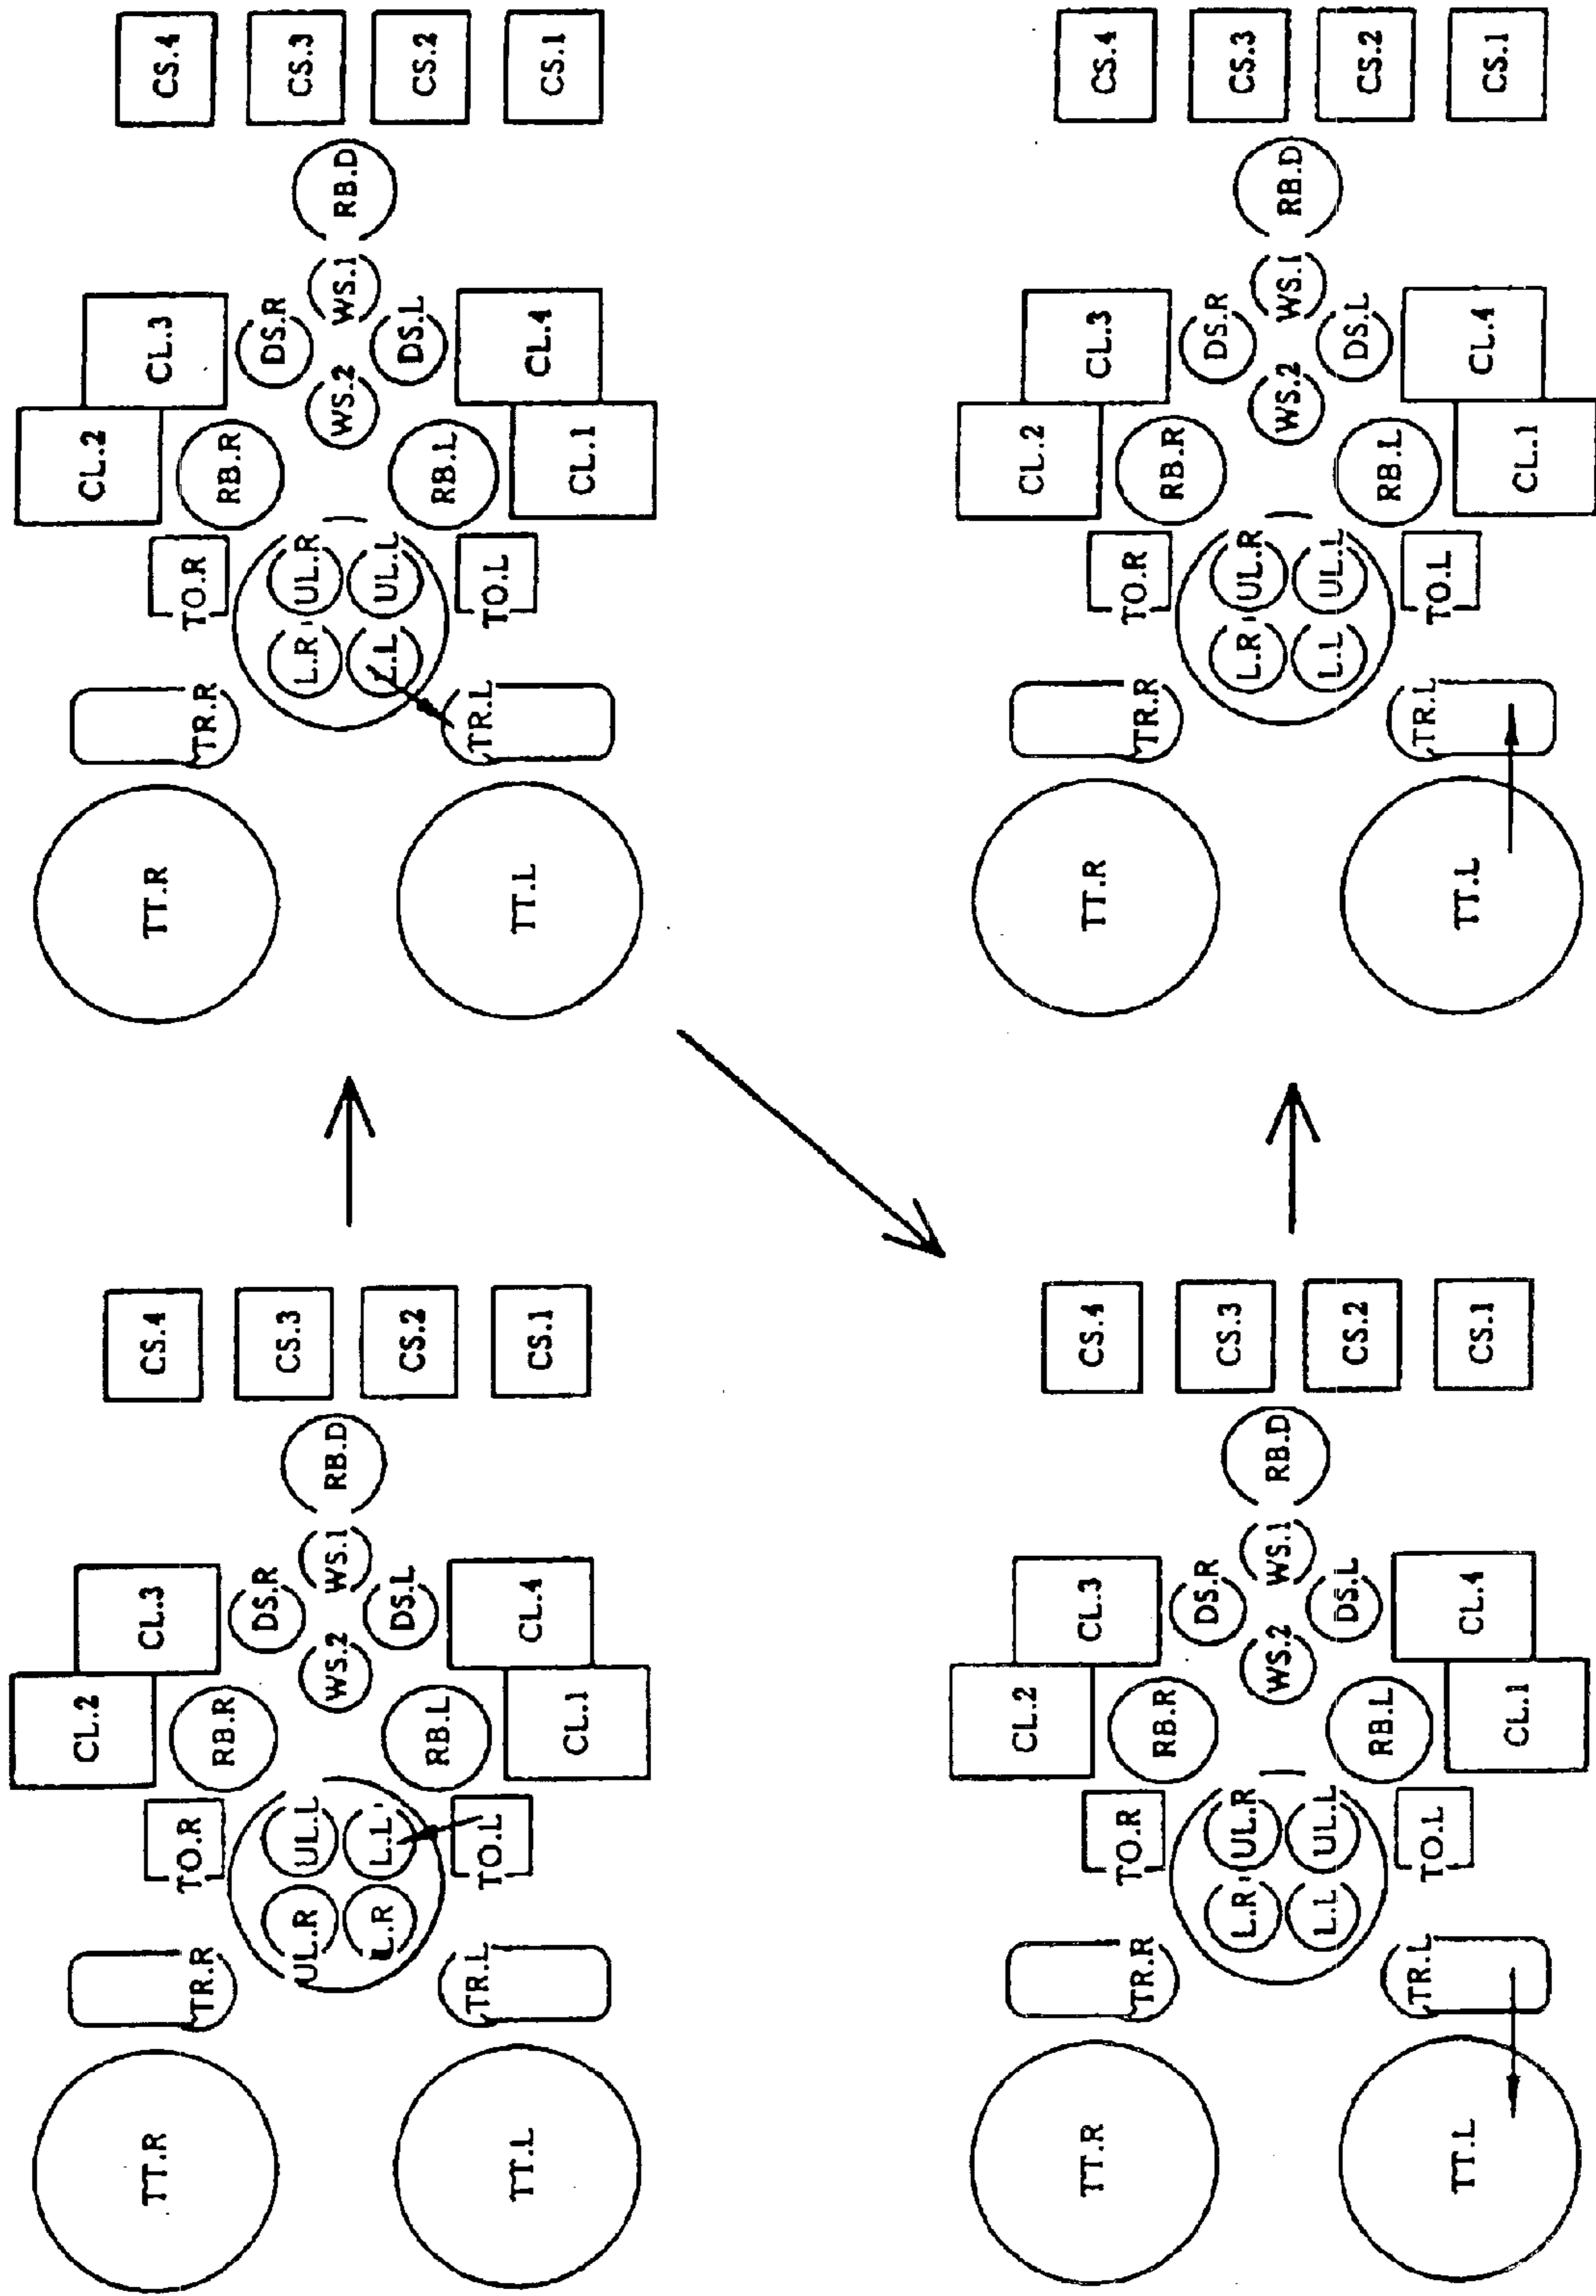 CS.4
CS.3
CS.2
CS.1
RB.D
CL.3
DS.R
WS.1
DS.L
CL.4
CL.2
RB.R
WS.2
RB.L
CL.1
TO.R
UL.R
UL.L
TO.L
L.R
L.L
TR.R
TR.L
TT.R
TT.L
CS.4
CS.3
CS.2
CS.1
RB.D
CL.3
DS.R
WS.1
DS.L
CL.4
CL.2
RB.R
WS.2
RB.L
CL.1
TO.R
UL.R
UL.L
TO.L
L.R
L.L
TR.R
TR.L
TT.R
TT.L
CS.4
CS.3
CS.2
CS.1
RB.D
CL.3
DS.R
WS.1
DS.L
CL.4
CL.2
RB.R
WS.2
RB.L
CL.1
TO.R
UL.L
L.L
TO.L
UL.R
L.R
TR.R
TR.L
TT.R
TT.L
CS.4
CS.3
CS.2
CS.1
RB.D
CL.3
DS.R
WS.1
DS.L
CL.4
CL.2
RB.R
WS.2
RB.L
CL.1
TO.R
UL.R
UL.L
TO.L
L.R
L.L
TR.R
TR.L
TT.R
TT.L